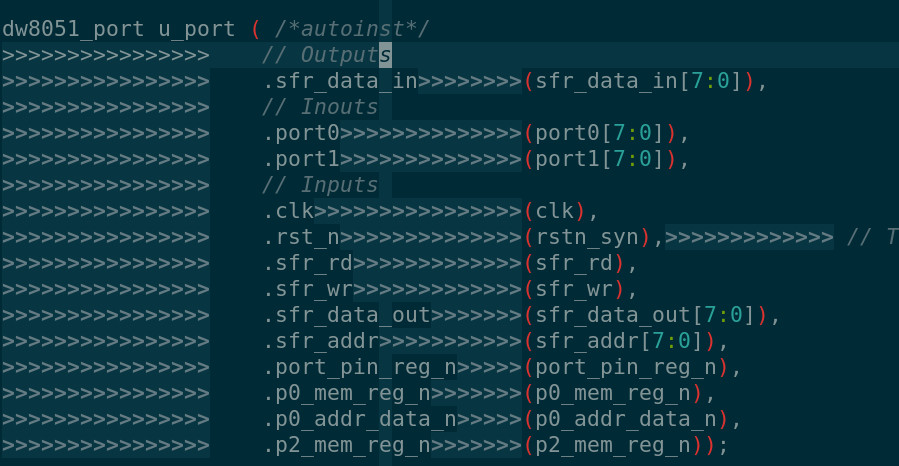 dw8051_port u_port ( /*autoinst*/
>>>>>>>>>>>>>>>>    // Outputs
>>>>>>>>>>>>>>>>    .sfr_data_in>>>>>>>>(sfr_data_in[7:0]),
>>>>>>>>>>>>>>>>    // Inouts
>>>>>>>>>>>>>>>>    .port0>>>>>>>>>>>>>>(port0[7:0]),
>>>>>>>>>>>>>>>>    .port1>>>>>>>>>>>>>>(port1[7:0]),
>>>>>>>>>>>>>>>>    // Inputs
>>>>>>>>>>>>>>>>    .clk>>>>>>>>>>>>>>>>(clk),
>>>>>>>>>>>>>>>>    .rst_n>>>>>>>>>>>>>>(rstn_syn),>>>>>>>>>>>>> // T
>>>>>>>>>>>>>>>>    .sfr_rd>>>>>>>>>>>>>(sfr_rd),
>>>>>>>>>>>>>>>>    .sfr_wr>>>>>>>>>>>>>(sfr_wr),
>>>>>>>>>>>>>>>>    .sfr_data_out>>>>>>>(sfr_data_out[7:0]),
>>>>>>>>>>>>>>>>    .sfr_addr>>>>>>>>>>>(sfr_addr[7:0]),
>>>>>>>>>>>>>>>>    .port_pin_reg_n>>>>>(port_pin_reg_n),
>>>>>>>>>>>>>>>>    .p0_mem_reg_n>>>>>>>(p0_mem_reg_n),
>>>>>>>>>>>>>>>>    .p0_addr_data_n>>>>>(p0_addr_data_n),
>>>>>>>>>>>>>>>>    .p2_mem_reg_n>>>>>>>(p2_mem_reg_n));